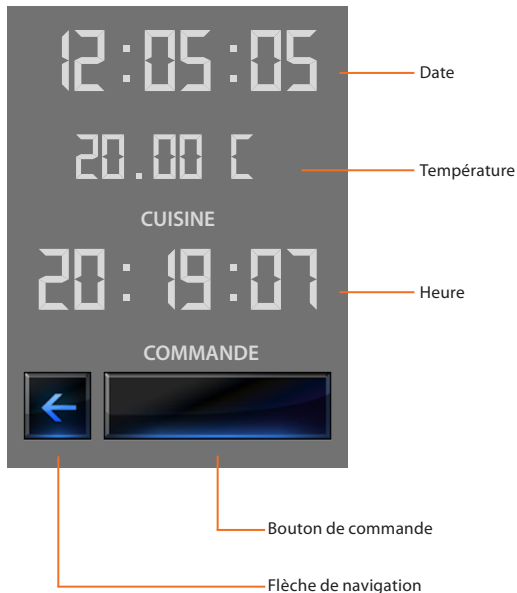 12:05:05
Date
20.00 C
Température
CUISINE
20:19:07
Heure
COMMANDE
Bouton de commande
Flèche de navigation